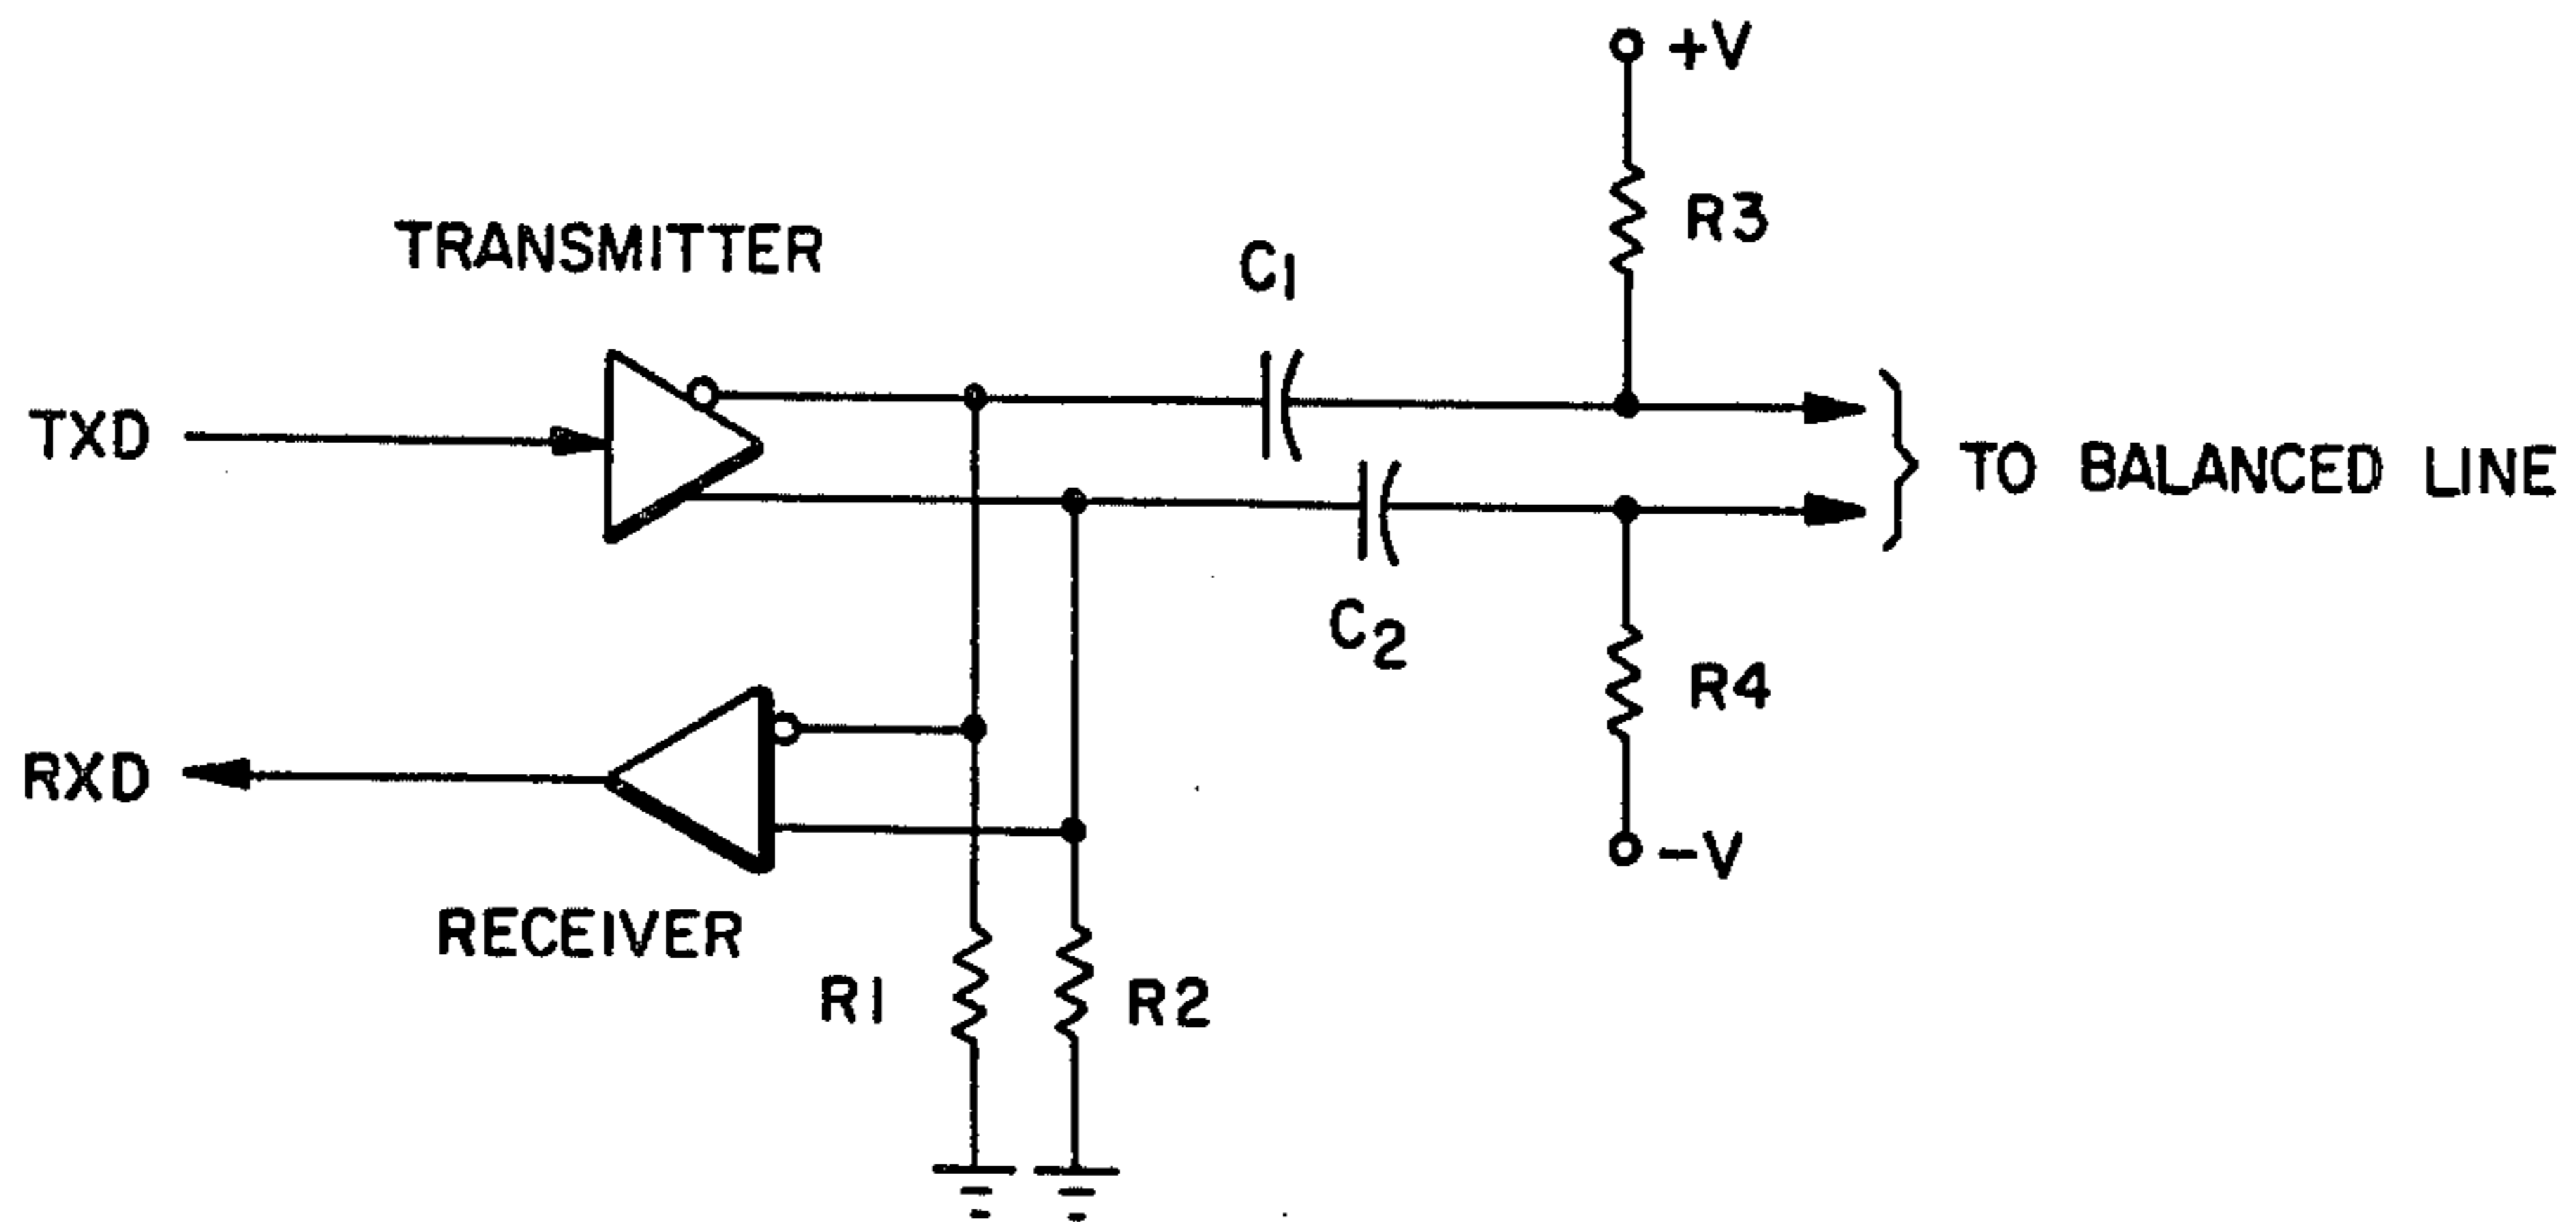 +V
R3
TRANSMITTER
C1
TXD
TO BALANCED LINE
C2
R4
RXD
-V
RECEIVER
R1
R2